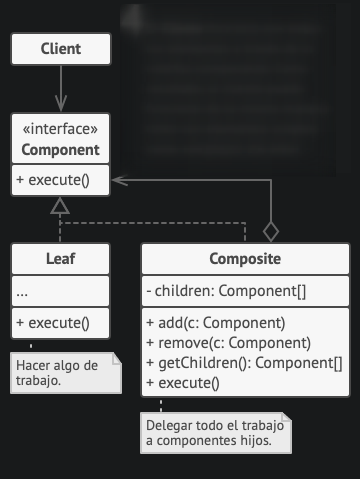 Client
«interface»
Component
+ execute()
Leaf
...
+ execute()
Hacer algo de
trabajo.
Composite
- children: Component[]
+ add(c: Component)
+ remove(c: Component)
+ getChildren(): Component[]
+ execute()
Delegar todo el trabajo
a componentes hijos.